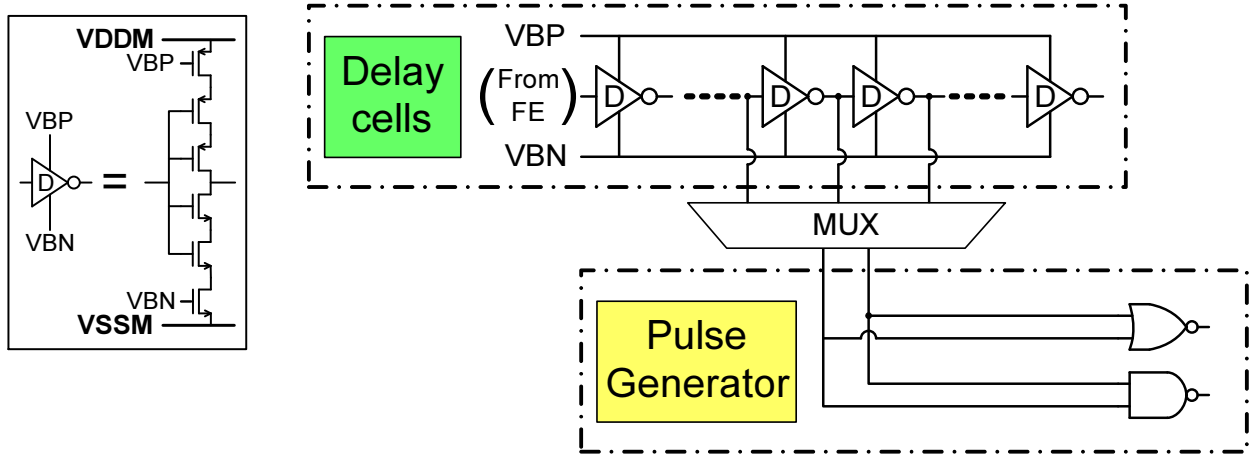 VDDM
VBP
VBP
D
=
VBN
VBN
VSSM
Delay
cells
VBP
(From
FE)
VBN
D
D
D
D
MUX
Pulse
Generator